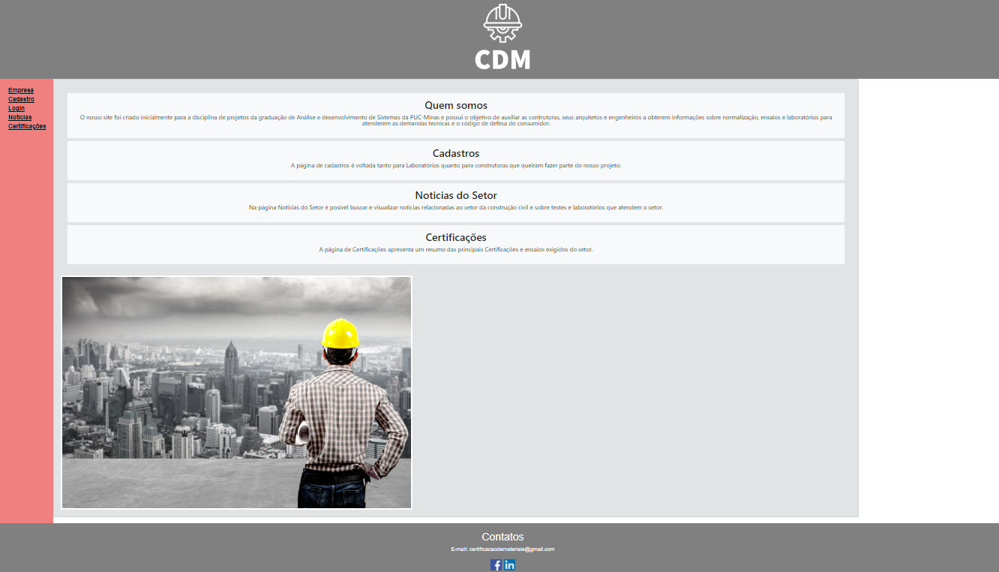 CDM
Empresa
Cadastro
Login
Noticias
Certificações
Quem somos
O nosso site foi criado inicialmente para a disciplina de projetos da graduação de Análise e desenvolvimento de Sistemas da PUC-Minas e possui o objetivo de auxiliar as contrutoras, seus arquitetos e engenheiros a obterem informações sobre normalização, ensaios e laboratórios para
atenderem as demandas tecnicas e o código de defesa do consumidor.
Cadastros
A página de cadastros é voltada tanto para Laboratórios quanto para construtoras que queiram fazer parte do nosso projeto.
Noticias do Setor
Na página Noticias do Setor é posivel buscar e visualizar noticias relacionadas ao setor da construção civil e sobre testes e laboratórios que atendem o setor.
Certificações
A página de Certificações apresenta um resumo das principais Certificações e ensaios exigidos do setor.
Contatos
E-mail: certificacaodemateriais@gmail.com
f in